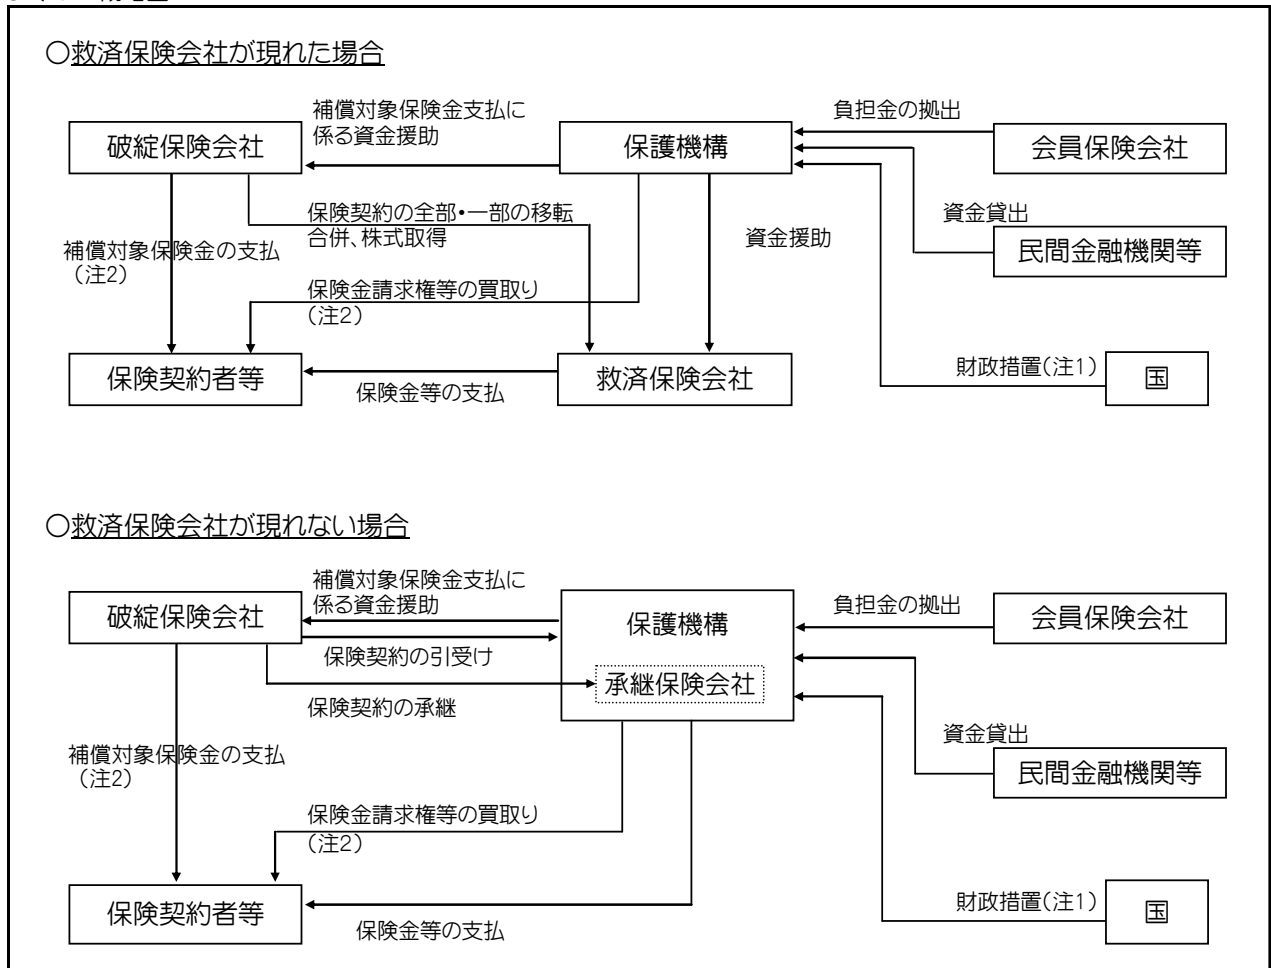 ○救済保険会社が現れた場合
補償対象保険金支払に
係る資金援助
負担金の拠出
破綻保険会社
保護機構
会員保険会社
保険契約の全部・一部の移転
合併、株式取得
資金貸出
補償対象保険金の支払
（注2）
資金援助
民間金融機関等
保険金請求権等の買取り
（注2）
保険契約者等
救済保険会社
財政措置（注1）
国
保険金等の支払
○救済保険会社が現れない場合
補償対象保険金支払に
係る資金援助
負担金の拠出
破綻保険会社
保護機構
会員保険会社
保険契約の引受け
承継保険会社
保険契約の承継
資金貸出
補償対象保険金の支払
（注2）
民間金融機関等
保険金請求権等の買取り
（注2）
保険契約者等
財政措置（注1）
国
保険金等の支払